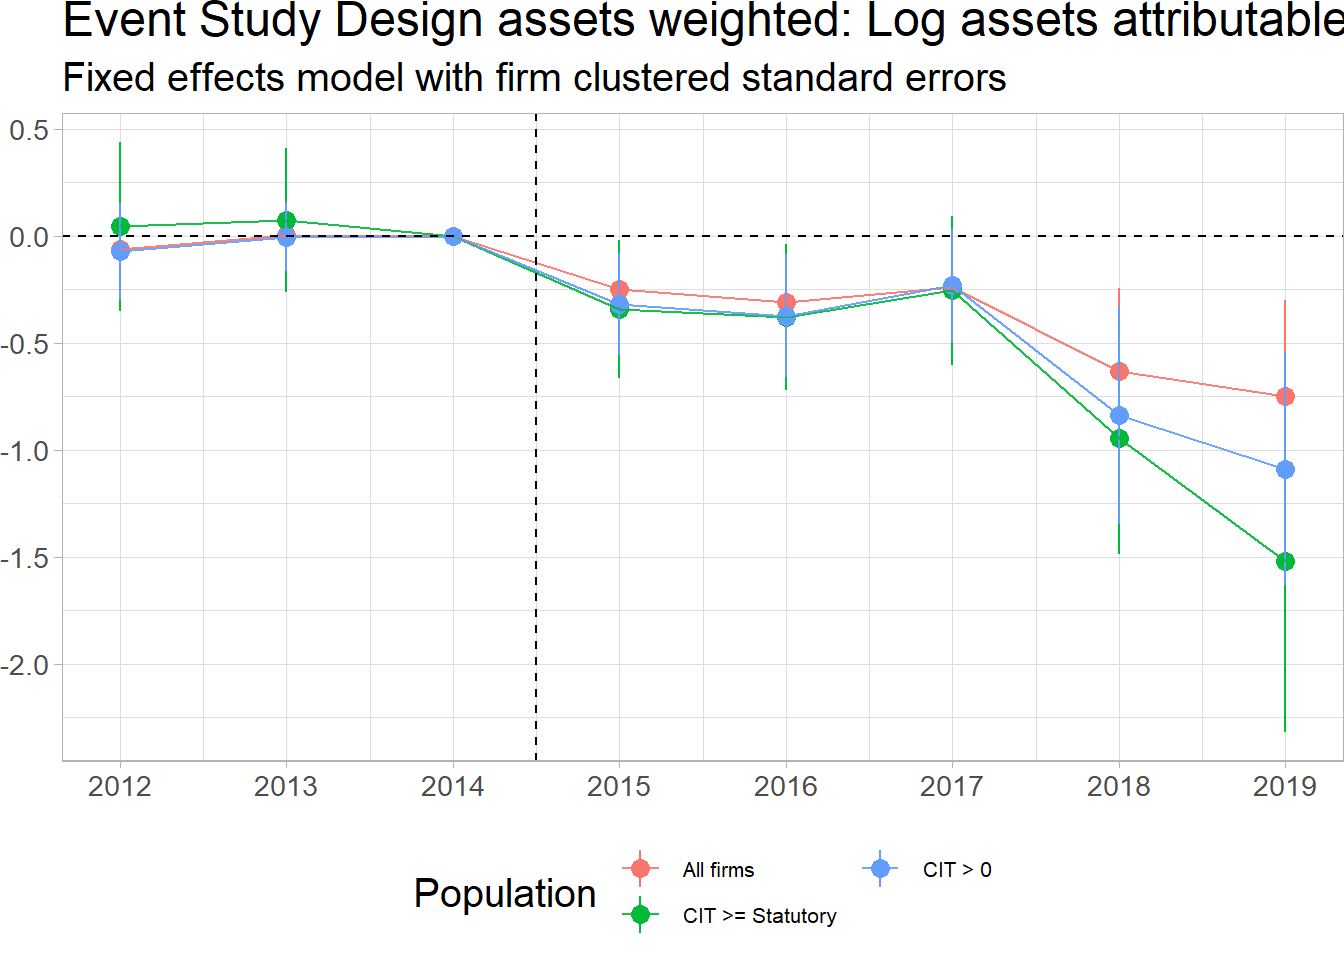 Event Study Design assets weighted: Log assets attributable
Fixed effects model with firm clustered standard errors
0.5
0.0
-0.5
-1.0
-1.5
-2.0
2012 2013 2014 2015 2016 2017 2018 2019
Population
All firms
CIT > 0
CIT >= Statutory